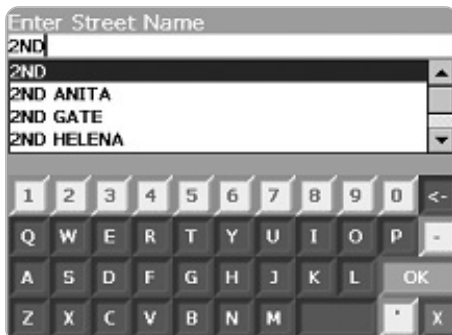 Enter Street Name
2ND
2ND
2ND ANITA
2ND GATE
2ND HELENA
1 2 3 4 5 6 7 8 9 0 <-
Q W E R T Y U I O P -
A S D F G H J K L OK
Z X C V B N M ' X